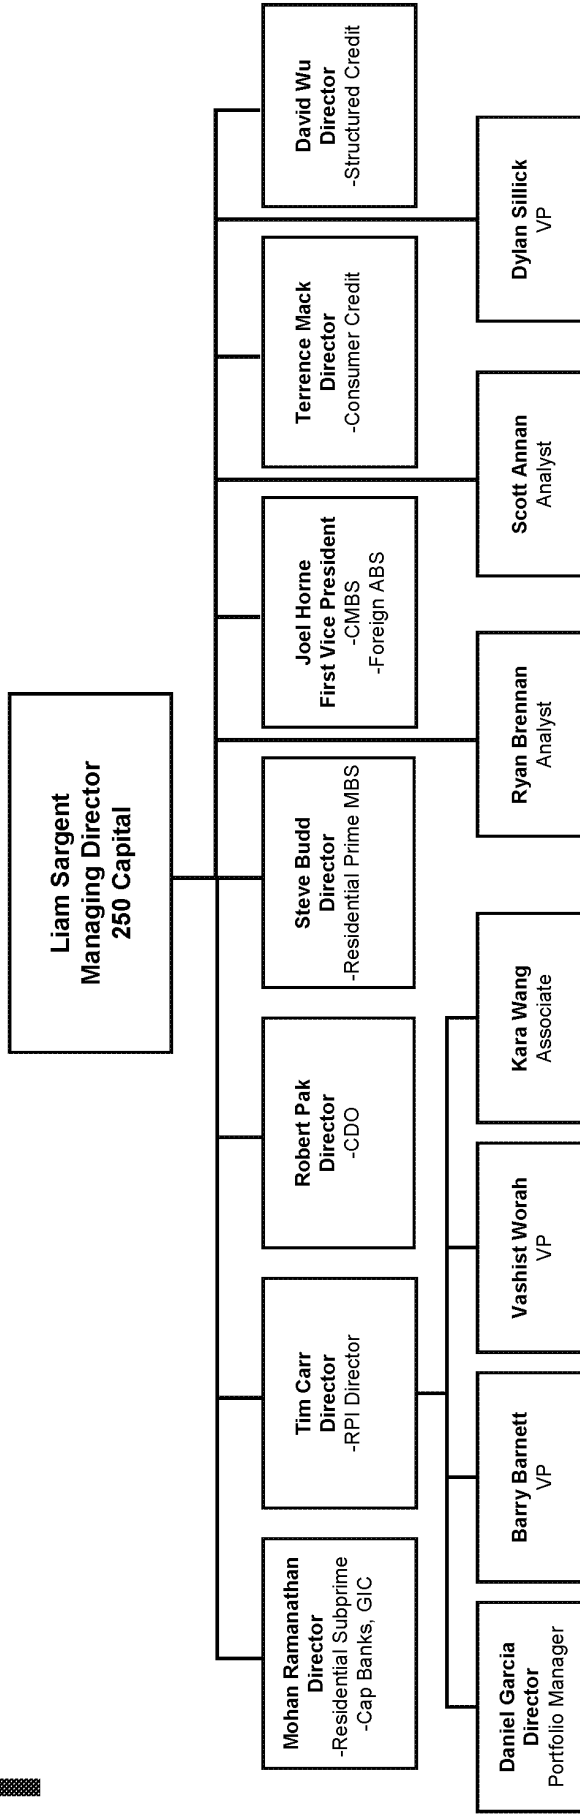 Liam Sargent
Managing Director
250 Capital
Mohan Ramanathan
Director
-Residential Subprime
-Cap Banks, GIC
Tim Carr
Director
-RPI Director
Robert Pak
Director
-CDO
Steve Budd
Director
-Residential Prime MBS
Joel Horne
First Vice President
-CMBS
-Foreign ABS
Terrence Mack
Director
-Consumer Credit
David Wu
Director
-Structured Credit
Daniel Garcia
Director
Portfolio Manager
Barry Barnett
VP
Vashist Worah
VP
Kara Wang
Associate
Ryan Brennan
Analyst
Scott Annan
Analyst
Dylan Sillick
VP